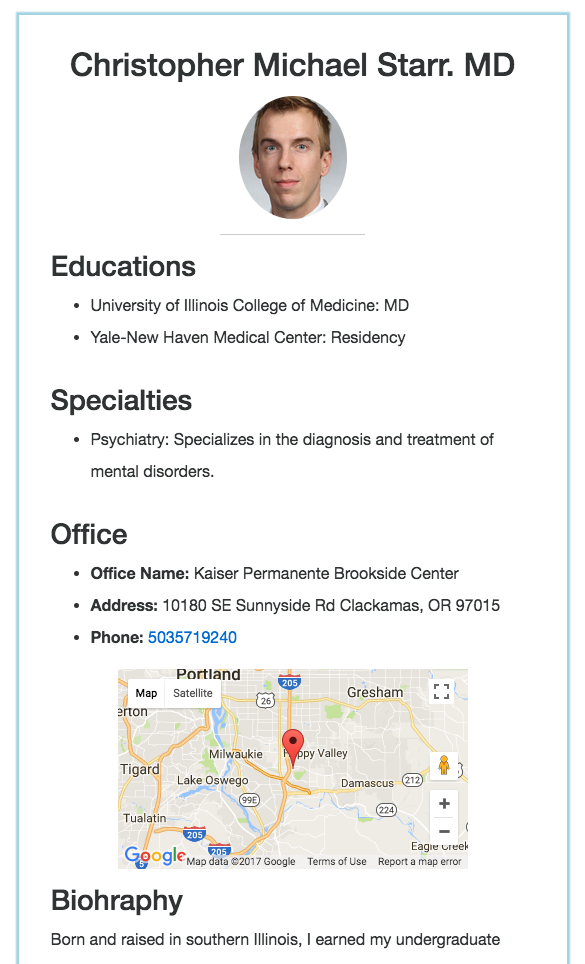 Christopher Michael Starr. MD
Educations
• University of Illinois College of Medicine: MD
• Yale-New Haven Medical Center: Residency
Specialties
• Psychiatry: Specializes in the diagnosis and treatment of
mental disorders.
Office
• Office Name: Kaiser Permanente Brookside Center
• Address: 10180 SE Sunnyside Rd Clackamas, OR 97015
• Phone: 5035719240
Portland
205
Map Satellite
Gresham
26
erton
Milwaukie
ppy Valley
Tigard
Lake Oswego
Damascus
212
99E
224
+
Tualatin
205
−
205
Eagle Creek
Google
5
Map data ©2017 Google Terms of Use Report a map error
Biohraphy
Born and raised in southern Illinois, I earned my undergraduate